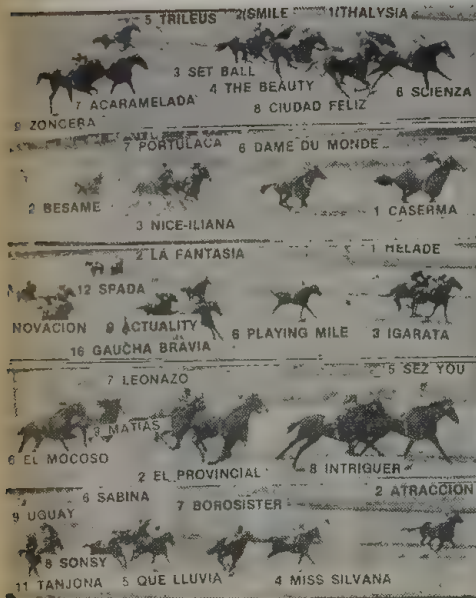 5 TRILEUS 2(SMILE 1(THALYSIA
3 SET BALL
4 THE BEAUTY 6 SCIENZA
7 ACARAMELADA 8 CIUDAD FELIZ
9 ZONCERA
7 PORTULACA 6 DAME DU MONDE
2 BESAME 1 CASERMA
3 NICE-ILIANA
2 LA FANTASIA 1 HELADE
12 SPADA
NOVACION 9 ACTUALITY 6 PLAYING MILE 3 IGARATA
16 GAUCHA BRAVIA
7 LEONAZO 5 SEZ YOU
3 MATIAS
6 EL MOCOSO
2 EL PROVINCIAL 8 INTRIGUER
6 SABINA 2 ATRACCION
9 UGUAY 7 BOROSISTER
8 SONSY
11 TANJONA 5 QUE LLUVIA 4 MISS SILVANA